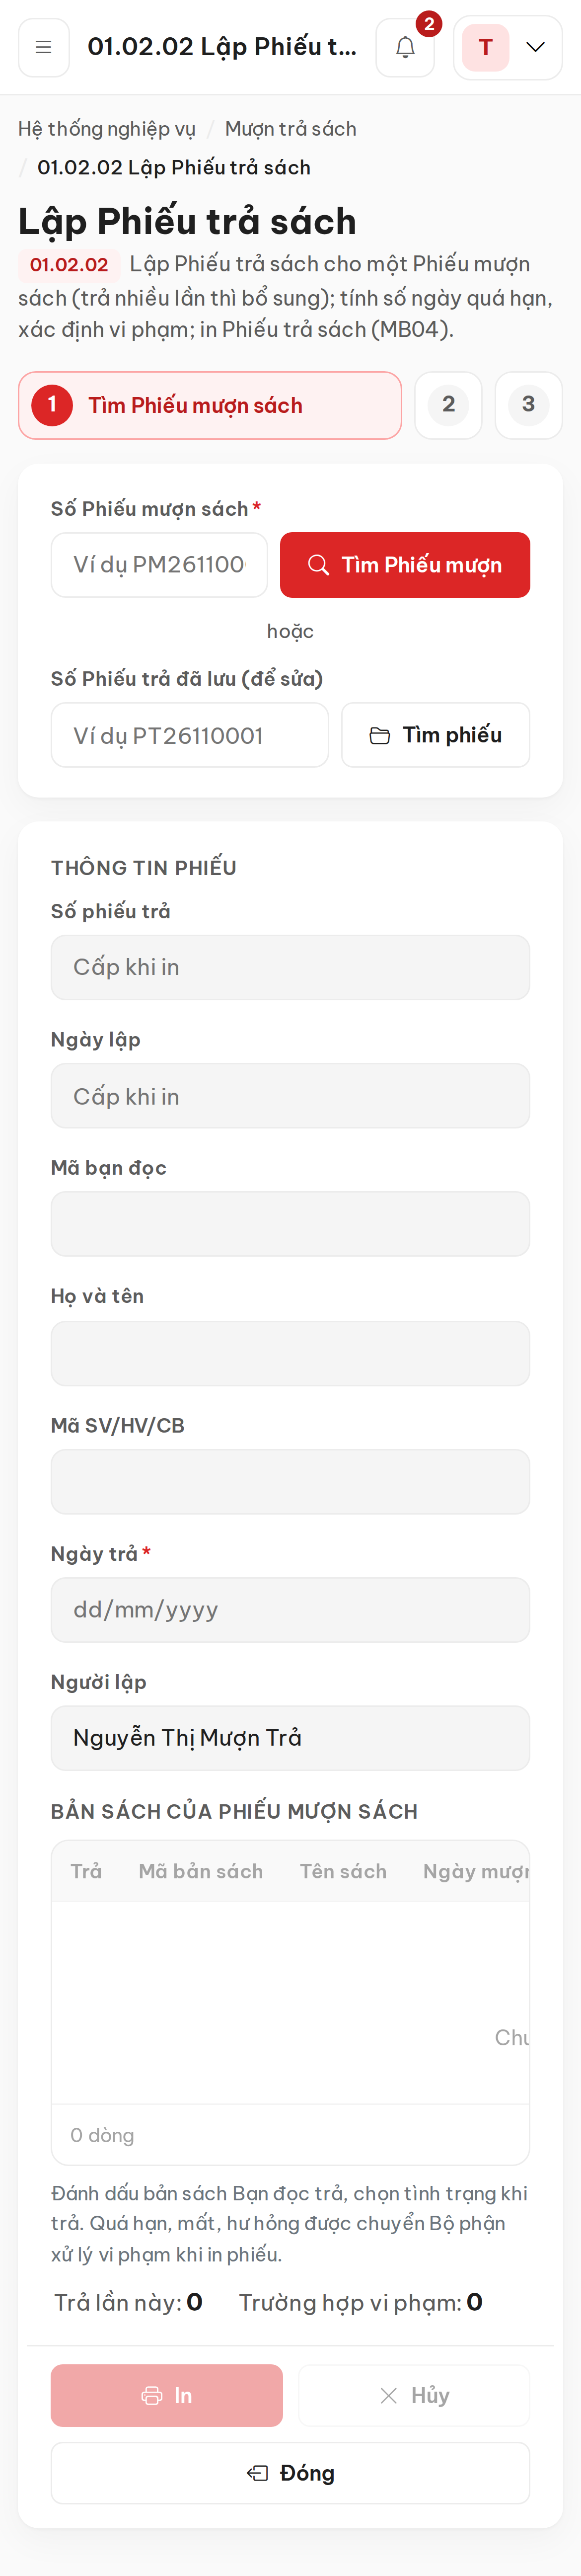 01.02.02 Lập Phiếu t...
2
T
Hệ thống nghiệp vụ / Mượn trả sách
/ 01.02.02 Lập Phiếu trả sách
Lập Phiếu trả sách
01.02.02 Lập Phiếu trả sách cho một Phiếu mượn
sách (trả nhiều lần thì bổ sung); tính số ngày quá hạn,
xác định vi phạm; in Phiếu trả sách (MB04).
1 Tìm Phiếu mượn sách 2 3
Số Phiếu mượn sách *
Ví dụ PM261100 Tìm Phiếu mượn
hoặc
Số Phiếu trả đã lưu (để sửa)
Ví dụ PT26110001 Tìm phiếu
THÔNG TIN PHIẾU
Số phiếu trả
Cấp khi in
Ngày lập
Cấp khi in
Mã bạn đọc
Họ và tên
Mã SV/HV/CB
Ngày trả *
dd/mm/yyyy
Người lập
Nguyễn Thị Mượn Trả
BẢN SÁCH CỦA PHIẾU MƯỢN SÁCH
Trả Mã bản sách Tên sách Ngày mượn
Chu
0 dòng
Đánh dấu bản sách Bạn đọc trả, chọn tình trạng khi
trả. Quá hạn, mất, hư hỏng được chuyển Bộ phận
xử lý vi phạm khi in phiếu.
Trả lần này: 0 Trường hợp vi phạm: 0
In Hủy
Đóng